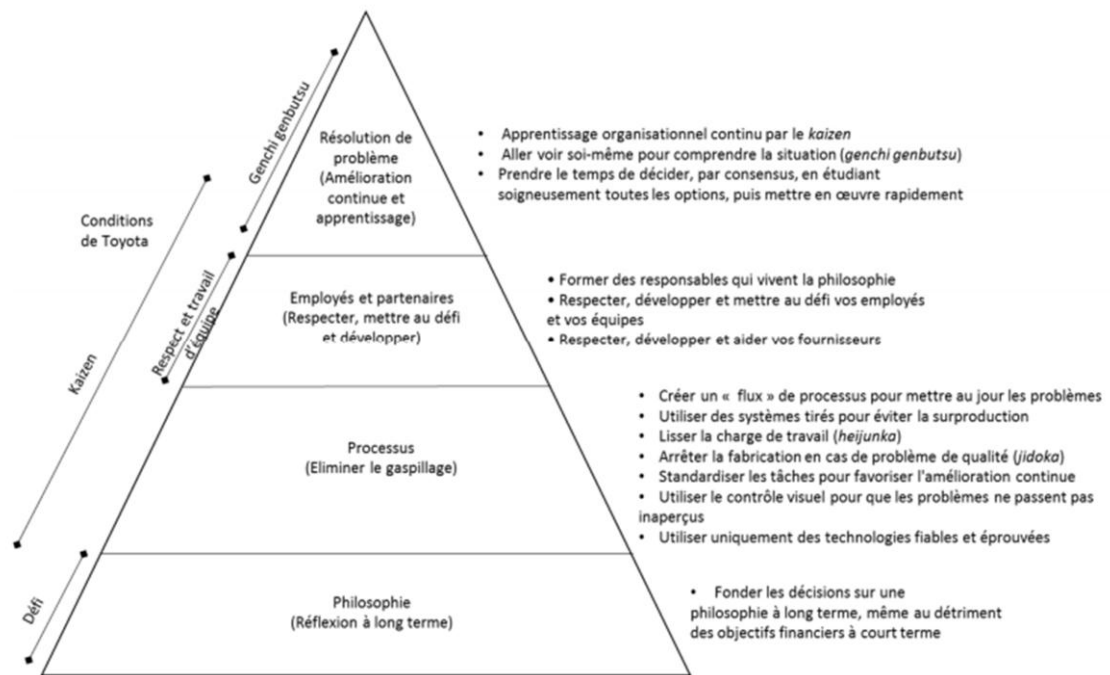 Genchi genbutsu
Résolution de
problème
(Amélioration
continue et
apprentissage)
• Apprentissage organisationnel continu par le kaizen
• Aller voir soi-même pour comprendre la situation (genchi genbutsu)
• Prendre le temps de décider, par consensus, en étudiant
soigneusement toutes les options, puis mettre en œuvre rapidement
Conditions
de Toyota
Respect et travail
d'équipe
Employés et partenaires
(Respecter, mettre au défi
et développer)
• Former des responsables qui vivent la philosophie
• Respecter, développer et mettre au défi vos employés
et vos équipes
• Respecter, développer et aider vos fournisseurs
Kaizen
Processus
(Eliminer le gaspillage)
• Créer un « flux » de processus pour mettre au jour les problèmes
• Utiliser des systèmes tirés pour éviter la surproduction
• Lisser la charge de travail (heijunka)
• Arrêter la fabrication en cas de problème de qualité (jidoka)
• Standardiser les tâches pour favoriser l'amélioration continue
• Utiliser le contrôle visuel pour que les problèmes ne passent pas
inaperçus
• Utiliser uniquement des technologies fiables et éprouvées
Défi
Philosophie
(Réflexion à long terme)
• Fonder les décisions sur une
philosophie à long terme, même au détriment
des objectifs financiers à court terme